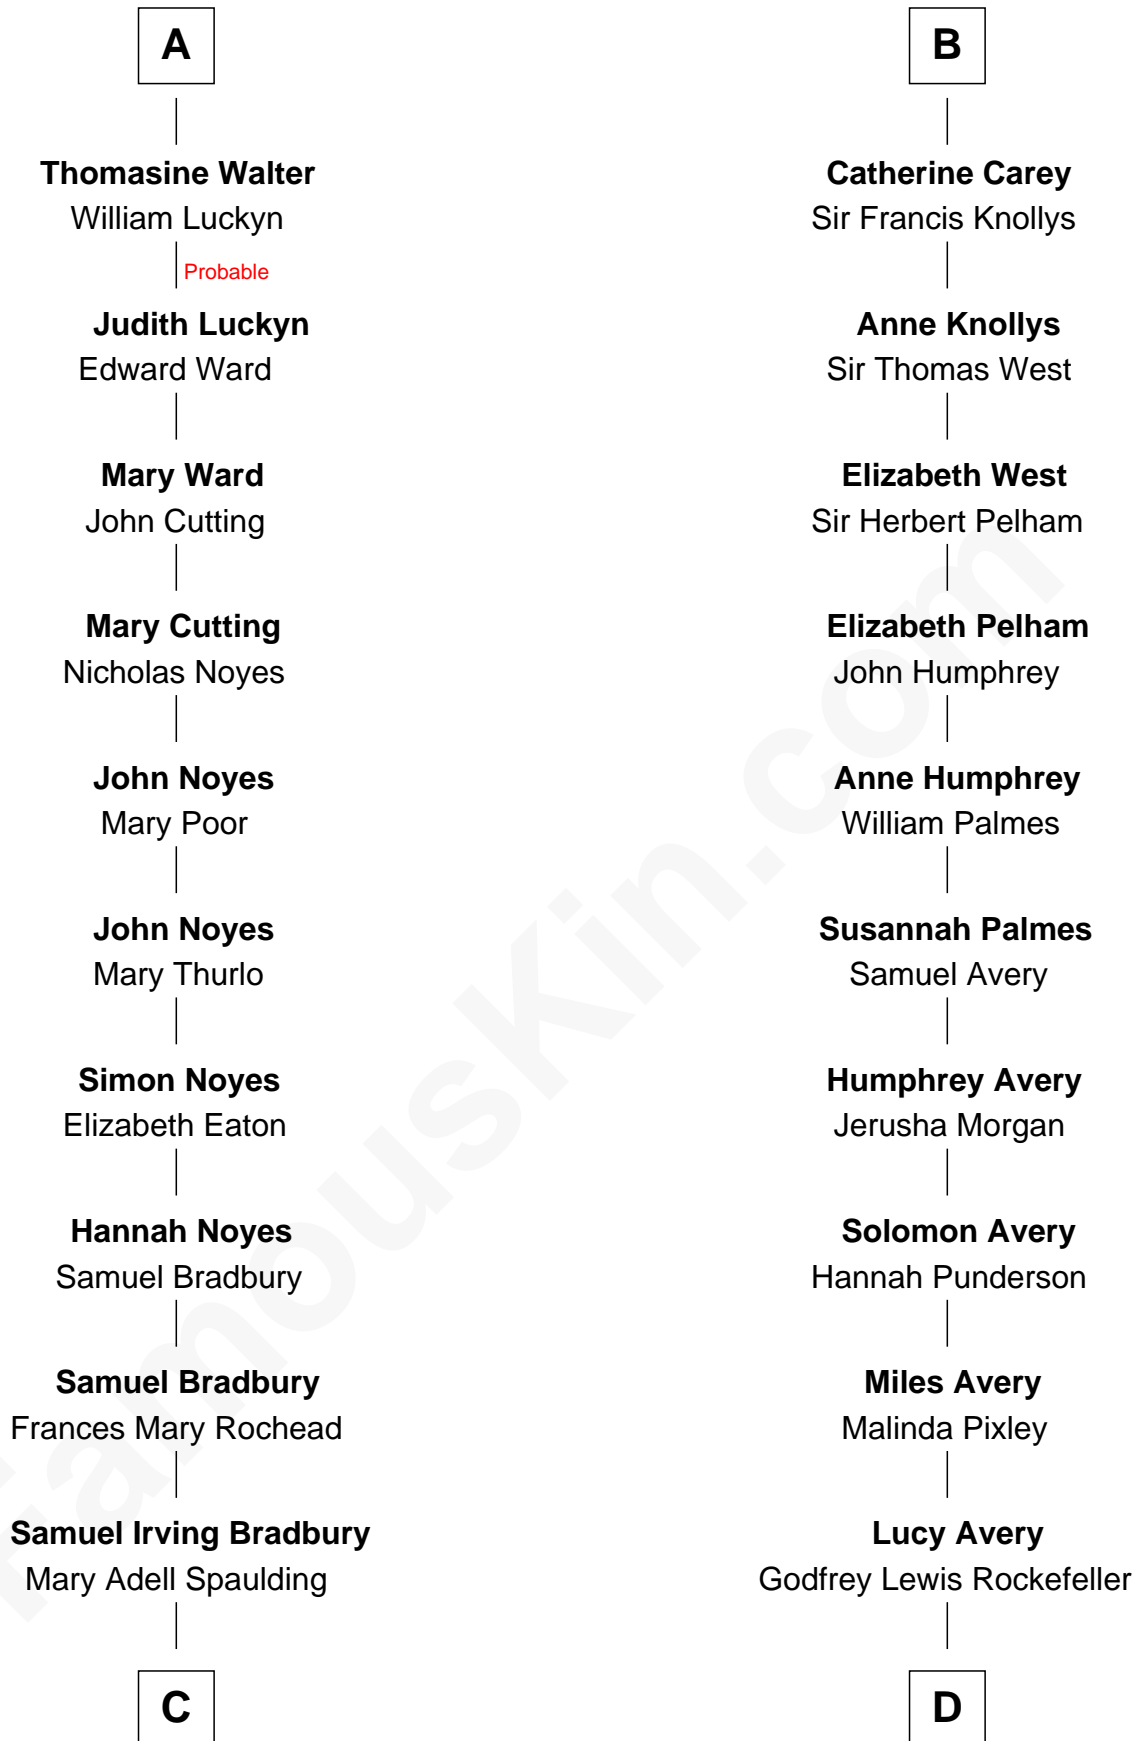 A
Thomasine Walter
William Luckyn
Probable
Judith Luckyn
Edward Ward
Mary Ward
John Cutting
Mary Cutting
Nicholas Noyes
John Noyes
Mary Poor
John Noyes
Mary Thurlo
Simon Noyes
Elizabeth Eaton
Hannah Noyes
Samuel Bradbury
Samuel Bradbury
Frances Mary Rochead
Samuel Irving Bradbury
Mary Adell Spaulding
C
B
Catherine Carey
Sir Francis Knollys
Anne Knollys
Sir Thomas West
Elizabeth West
Sir Herbert Pelham
Elizabeth Pelham
John Humphrey
Anne Humphrey
William Palmes
Susannah Palmes
Samuel Avery
Humphrey Avery
Jerusha Morgan
Solomon Avery
Hannah Punderson
Miles Avery
Malinda Pixley
Lucy Avery
Godfrey Lewis Rockefeller
D
FamousKin.com